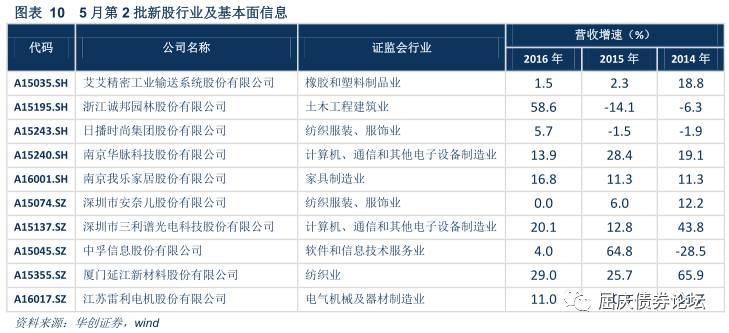 图表 10 5 月第 2 批新股行业及基本面信息
代码 公司名称 证监会行业 营收增速（%）
2016 年 2015 年 2014 年
A15035.SH 艾艾精密工业输送系统股份有限公司 橡胶和塑料制品业 1.5 2.3 18.8
A15195.SH 浙江诚邦园林股份有限公司 土木工程建筑业 58.6 -14.1 -6.3
A15243.SH 日播时尚集团股份有限公司 纺织服装、服饰业 5.7 -1.5 -1.9
A15240.SH 南京华脉科技股份有限公司 计算机、通信和其他电子设备制造业 13.9 28.4 19.1
A16001.SH 南京我乐家居股份有限公司 家具制造业 16.8 11.3 11.3
A15074.SZ 深圳市安奈儿股份有限公司 纺织服装、服饰业 0.0 6.0 12.2
A15137.SZ 深圳市三利谱光电科技股份有限公司 计算机、通信和其他电子设备制造业 20.1 12.8 43.8
A15045.SZ 中孚信息股份有限公司 软件和信息技术服务业 4.0 64.8 -28.5
A15355.SZ 厦门延江新材料股份有限公司 纺织业 29.0 25.7 65.9
A16017.SZ 江苏雷利电机股份有限公司 电气机械及器材制造业 11.0
屈庆债券论坛
资料来源：华创证券，wind